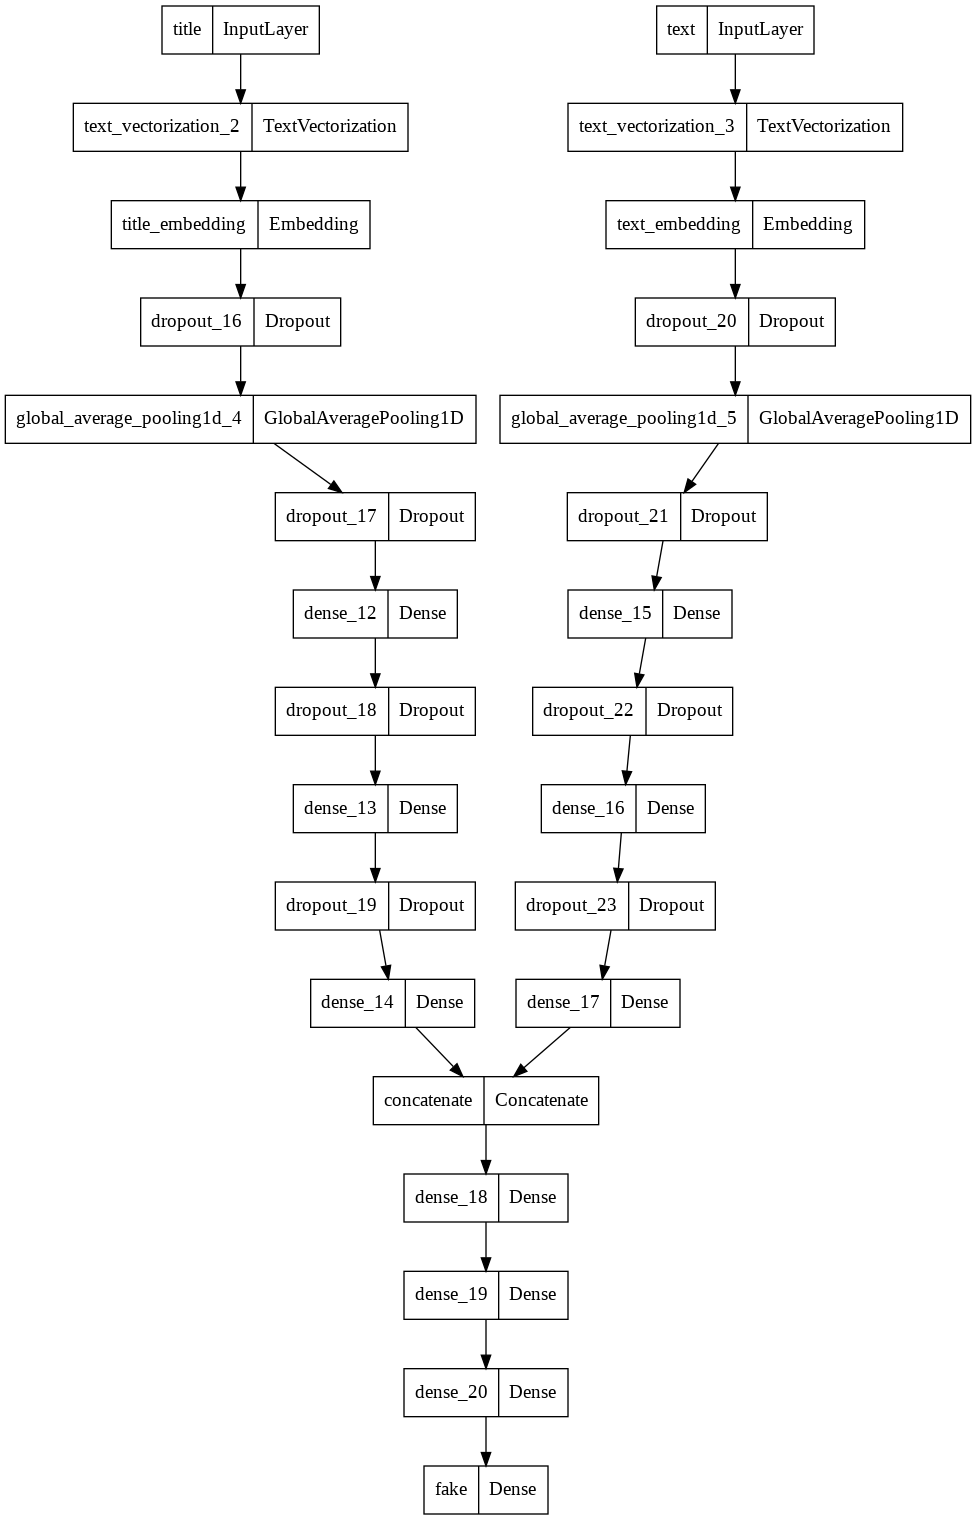 title InputLayer
text InputLayer
text_vectorization_2 TextVectorization
text_vectorization_3 TextVectorization
title_embedding Embedding
text_embedding Embedding
dropout_16 Dropout
dropout_20 Dropout
global_average_pooling1d_4 GlobalAveragePooling1D
global_average_pooling1d_5 GlobalAveragePooling1D
dropout_17 Dropout
dropout_21 Dropout
dense_12 Dense
dense_15 Dense
dropout_18 Dropout
dropout_22 Dropout
dense_13 Dense
dense_16 Dense
dropout_19 Dropout
dropout_23 Dropout
dense_14 Dense
dense_17 Dense
concatenate Concatenate
dense_18 Dense
dense_19 Dense
dense_20 Dense
fake Dense